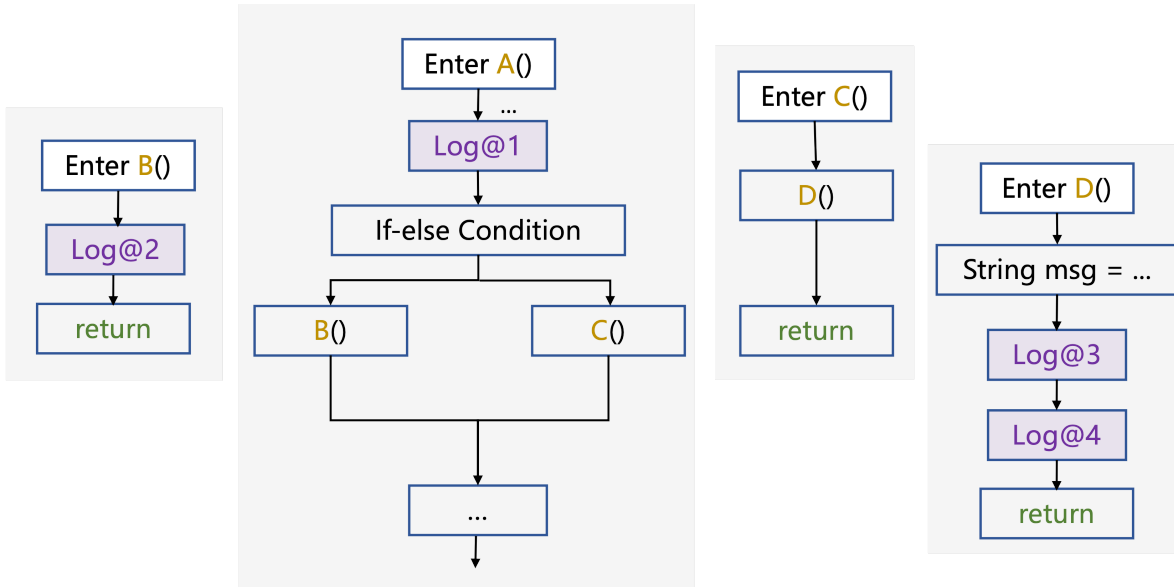 Enter B()
Log@2
return
Enter A()
...
Log@1
If-else Condition
B()
C()
...
Enter C()
D()
return
Enter D()
String msg = ...
Log@3
Log@4
return